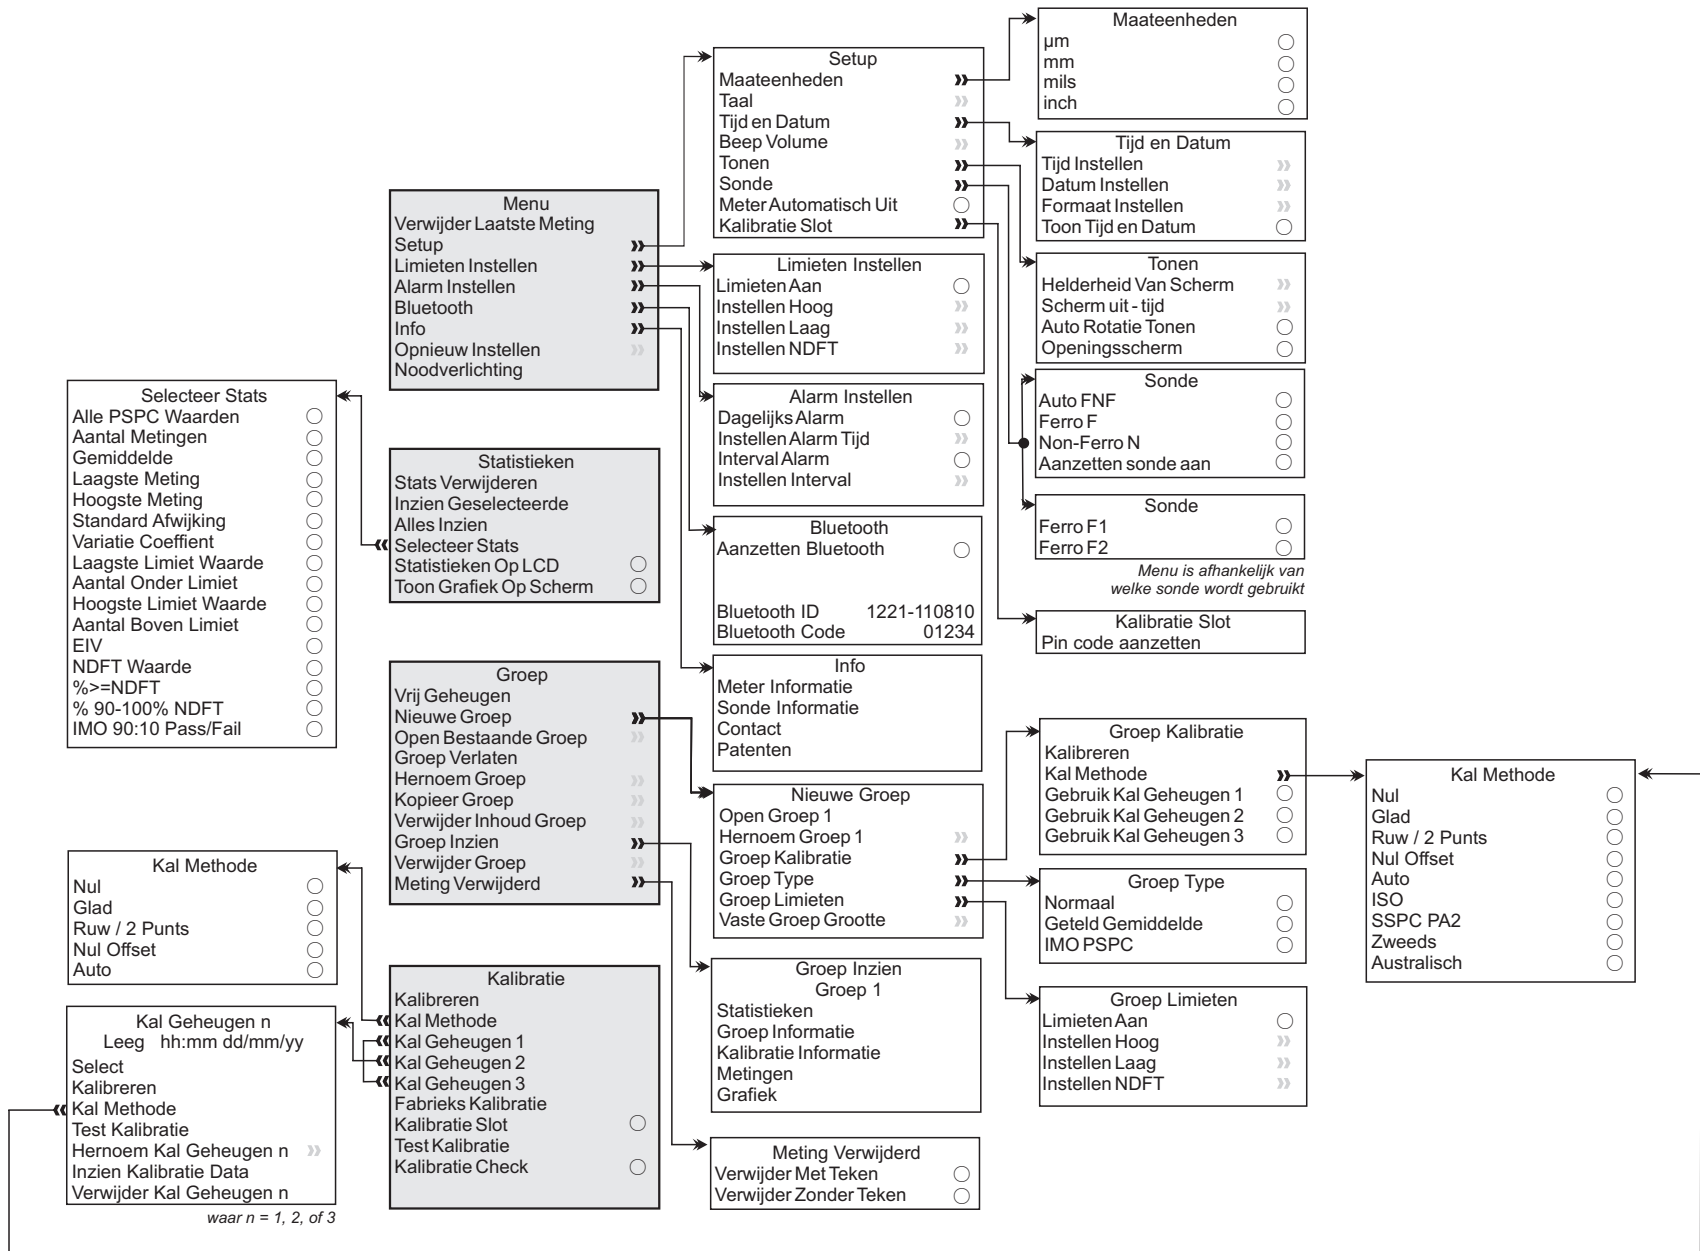 Maateenheden
µm
mm
mils
inch
Setup
Maateenheden
Taal
Tijd en Datum
Beep Volume
Tonen
Sonde
Meter Automatisch Uit
Kalibratie Slot
Tijd en Datum
Tijd Instellen
Datum Instellen
Formaat Instellen
Toon Tijd en Datum
Menu
Verwijder Laatste Meting
Setup
Limieten Instellen
Alarm Instellen
Bluetooth
Info
Opnieuw Instellen
Noodverlichting
Limieten Instellen
Limieten Aan
Instellen Hoog
Instellen Laag
Instellen NDFT
Tonen
Helderheid Van Scherm
Scherm uit - tijd
Auto Rotatie Tonen
Openingsscherm
Selecteer Stats
Alle PSPC Waarden
Aantal Metingen
Gemiddelde
Laagste Meting
Hoogste Meting
Standard Afwijking
Variatie Coeffient
Laagste Limiet Waarde
Aantal Onder Limiet
Hoogste Limiet Waarde
Aantal Boven Limiet
EIV
NDFT Waarde
%>=NDFT
% 90-100% NDFT
IMO 90:10 Pass/Fail
Alarm Instellen
Dagelijks Alarm
Instellen Alarm Tijd
Interval Alarm
Instellen Interval
Sonde
Auto FNF
Ferro F
Non-Ferro N
Aanzetten sonde aan
Statistieken
Stats Verwijderen
Inzien Geselecteerde
Alles Inzien
Selecteer Stats
Statistieken Op LCD
Toon Grafiek Op Scherm
Sonde
Ferro F1
Ferro F2
Menu is afhankelijk van
welke sonde wordt gebruikt
Bluetooth
Aanzetten Bluetooth
Bluetooth ID 1221-110810
Bluetooth Code 01234
Kalibratie Slot
Pin code aanzetten
Info
Meter Informatie
Sonde Informatie
Contact
Patenten
Groep
Vrij Geheugen
Nieuwe Groep
Open Bestaande Groep
Groep Verlaten
Hernoem Groep
Kopieer Groep
Verwijder Inhoud Groep
Groep Inzien
Verwijder Groep
Meting Verwijderd
Groep Kalibratie
Kalibreren
Kal Methode
Gebruik Kal Geheugen 1
Gebruik Kal Geheugen 2
Gebruik Kal Geheugen 3
Kal Methode
Nul
Glad
Ruw / 2 Punts
Nul Offset
Auto
ISO
SSPC PA2
Zweeds
Australisch
Nieuwe Groep
Open Groep 1
Hernoem Groep 1
Groep Kalibratie
Groep Type
Groep Limieten
Vaste Groep Grootte
Kal Methode
Nul
Glad
Ruw / 2 Punts
Nul Offset
Auto
Groep Type
Normaal
Geteld Gemiddelde
IMO PSPC
Groep Inzien
Groep 1
Statistieken
Groep Informatie
Kalibratie Informatie
Metingen
Grafiek
Kalibratie
Kalibreren
Kal Methode
Kal Geheugen 1
Kal Geheugen 2
Kal Geheugen 3
Fabrieks Kalibratie
Kalibratie Slot
Test Kalibratie
Kalibratie Check
Groep Limieten
Limieten Aan
Instellen Hoog
Instellen Laag
Instellen NDFT
Kal Geheugen n
Leeg hh:mm dd/mm/yy
Select
Kalibreren
Kal Methode
Test Kalibratie
Hernoem Kal Geheugen n
Inzien Kalibratie Data
Verwijder Kal Geheugen n
waar n = 1, 2, of 3
Meting Verwijderd
Verwijder Met Teken
Verwijder Zonder Teken